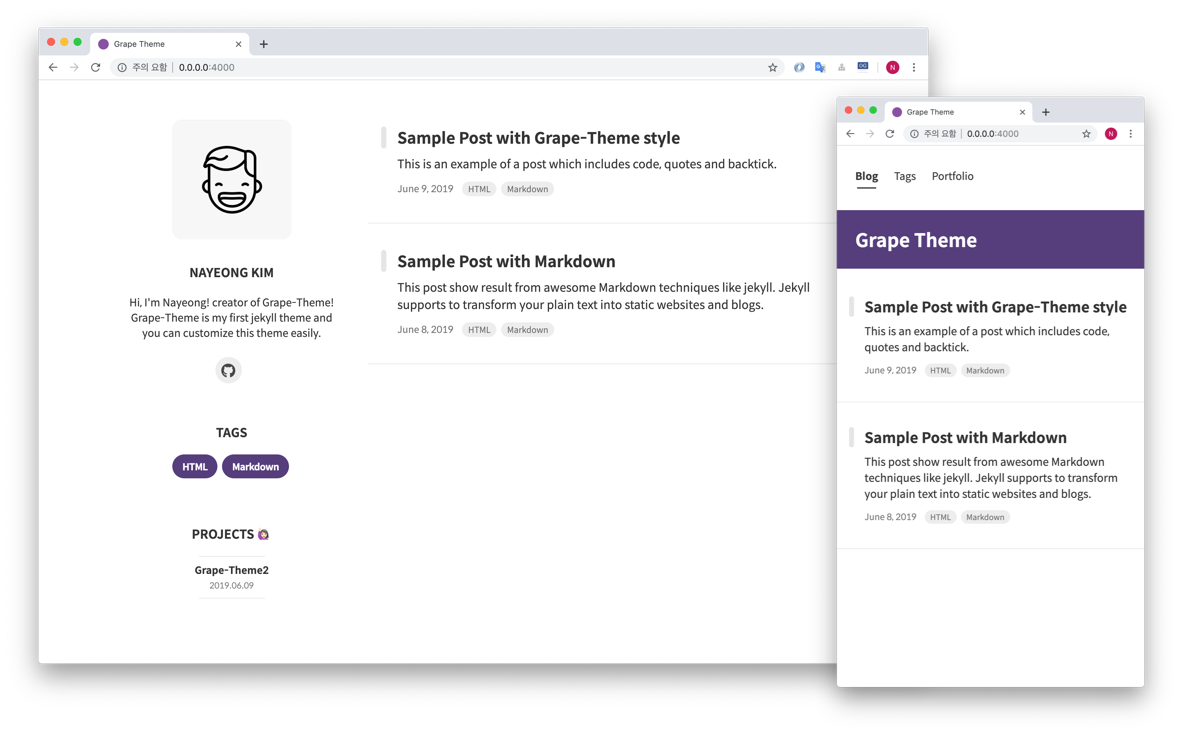 Grape Theme
주의 요함 0.0.0.0:4000
N
NAYEONG KIM
Hi, I'm Nayeong! creator of Grape-Theme!
Grape-Theme is my first jekyll theme and
you can customize this theme easily.
TAGS
HTML Markdown
PROJECTS
Grape-Theme2
2019.06.09
Sample Post with Grape-Theme style
This is an example of a post which includes code, quotes and backtick.
June 9, 2019 HTML Markdown
Sample Post with Markdown
This post show result from awesome Markdown techniques like jekyll. Jekyll
supports to transform your plain text into static websites and blogs.
June 8, 2019 HTML Markdown
Grape Theme
주의 요함 0.0.0.0:4000
N
Blog Tags Portfolio
Grape Theme
Sample Post with Grape-Theme style
This is an example of a post which includes code,
quotes and backtick.
June 9, 2019 HTML Markdown
Sample Post with Markdown
This post show result from awesome Markdown
techniques like jekyll. Jekyll supports to transform
your plain text into static websites and blogs.
June 8, 2019 HTML Markdown